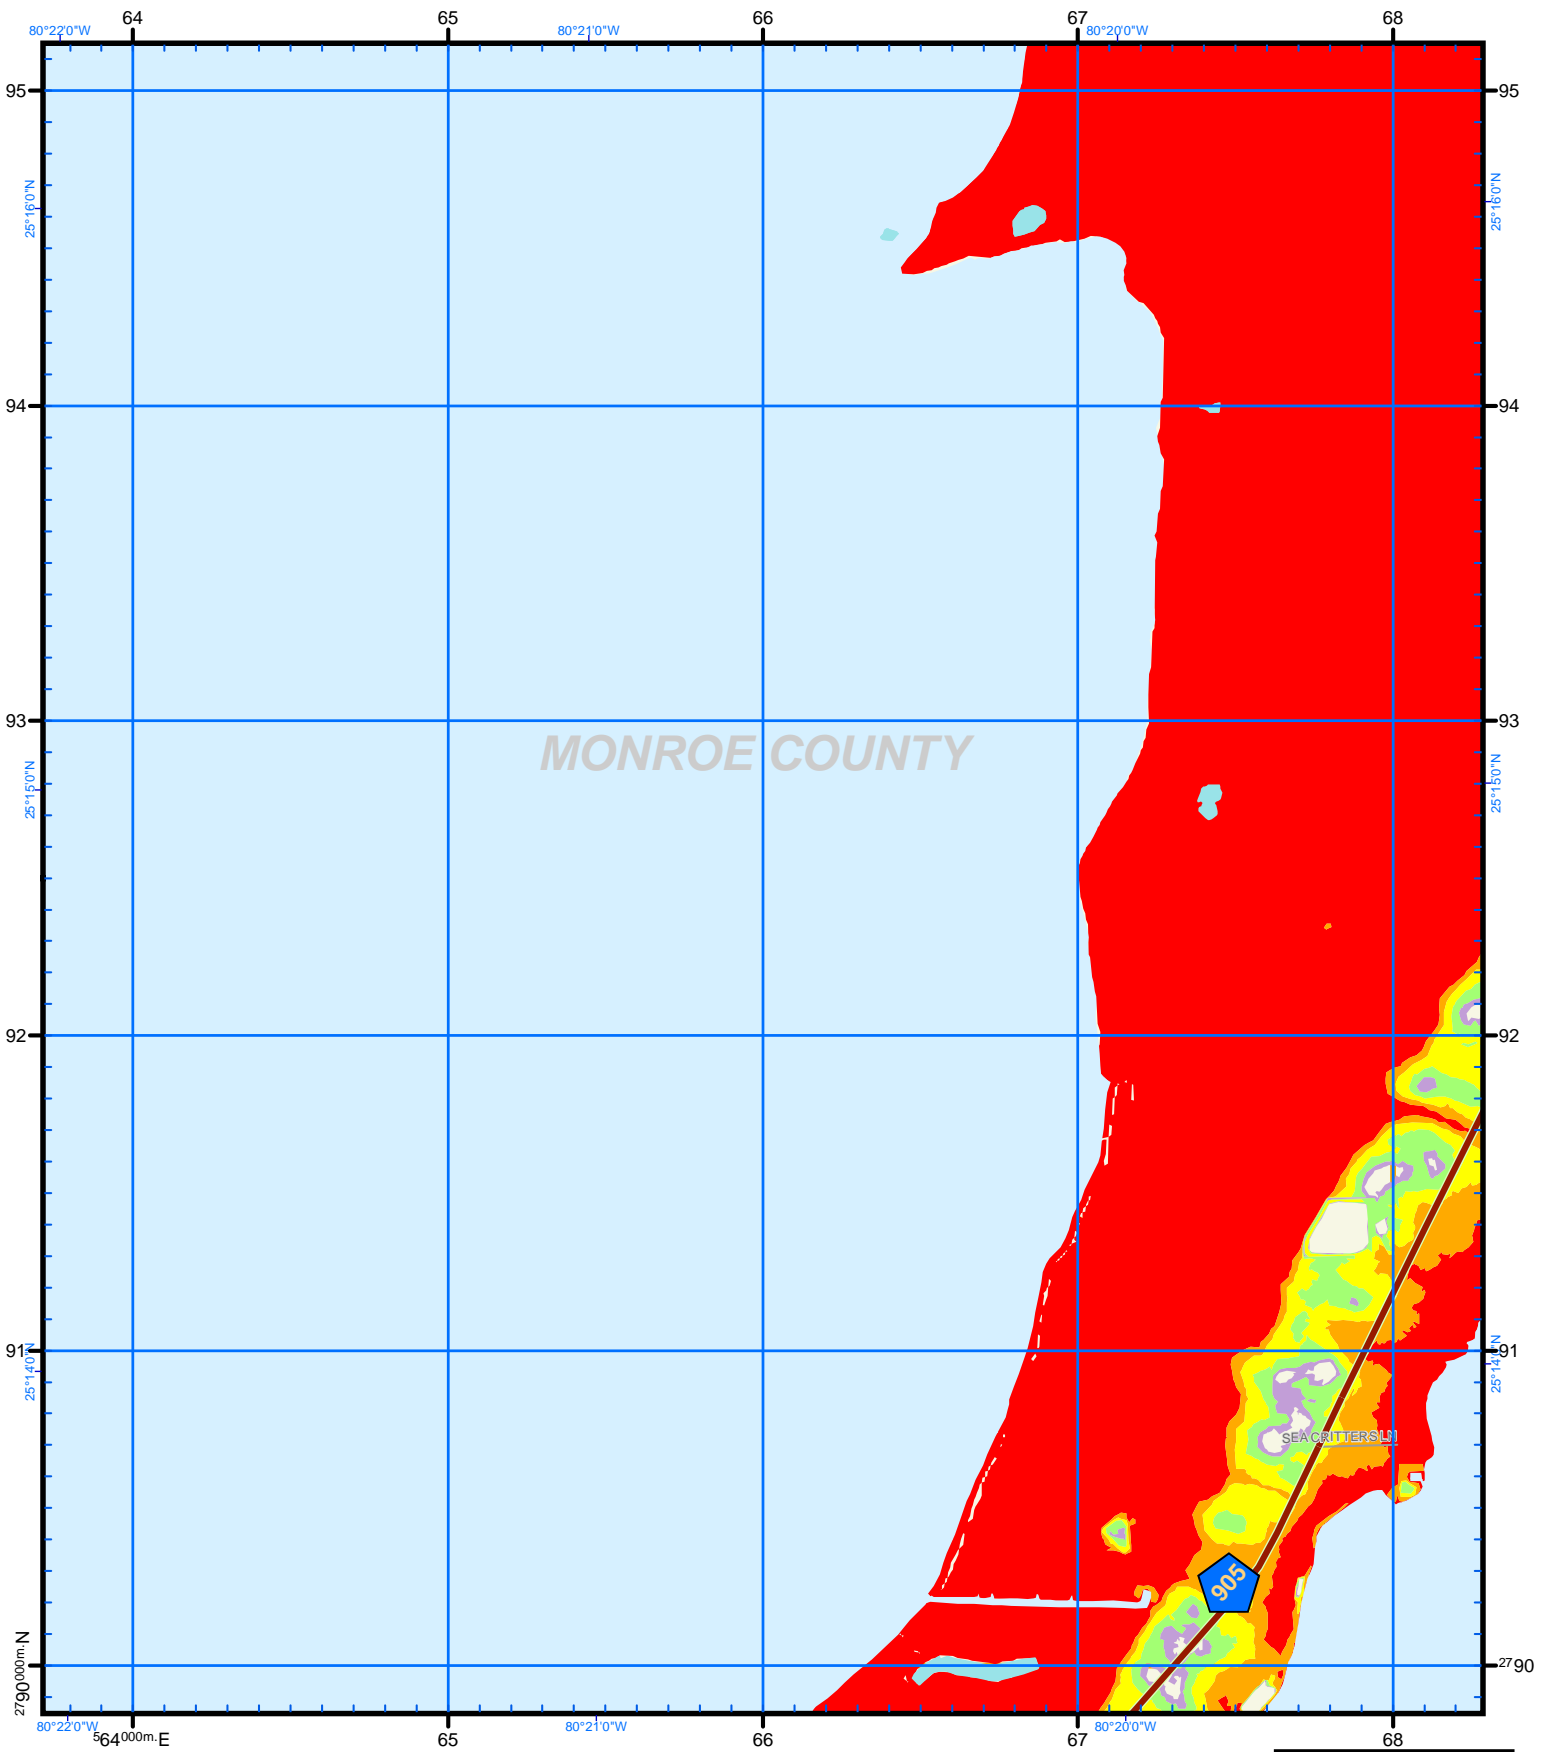 64 65 66 67 68
80°22'0"W 80°21'0"W 80°20'0"W
95 95
25°16'0"N 25°16'0"N
94 94
93 93
MONROE COUNTY
25°15'0"N 25°15'0"N
92 92
91 91
25°14'0"N 25°14'0"N
SEA CRITTERS LN
905
2790000m. N 2790
80°22'0"W 80°21'0"W 80°20'0"W
564000m. E 65 66 67 68